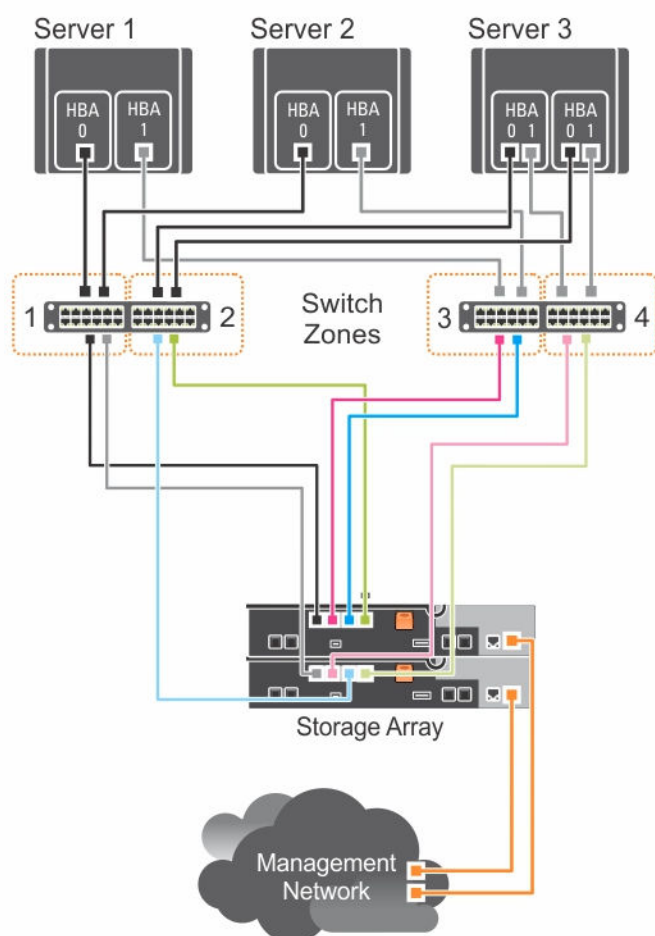 Server 1
Server 2
Server 3
HBA
0
HBA
1
HBA
0
HBA
1
HBA
0 1
HBA
0 1
1
2
Switch
Zones
3
4
Storage Array
Management
Network